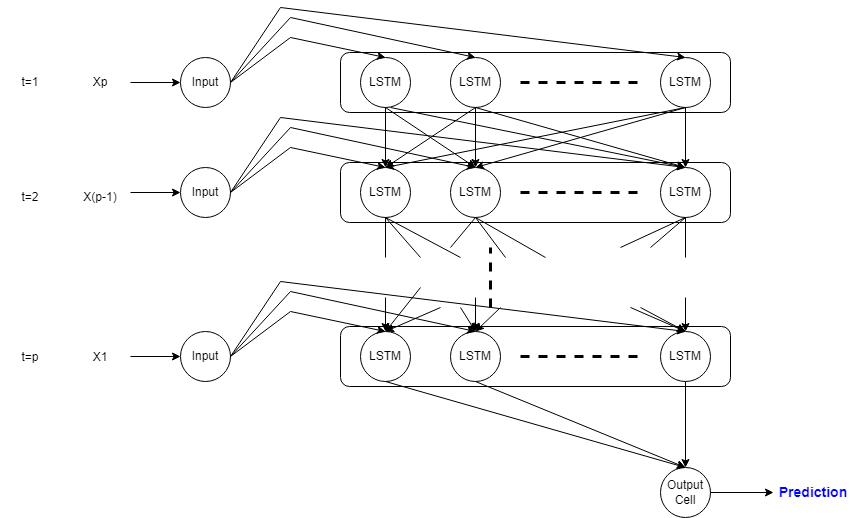 t=1 Xp Input LSTM LSTM LSTM
t=2 X(p-1) Input LSTM LSTM LSTM
t=p X1 Input LSTM LSTM LSTM
Output
Cell
Prediction